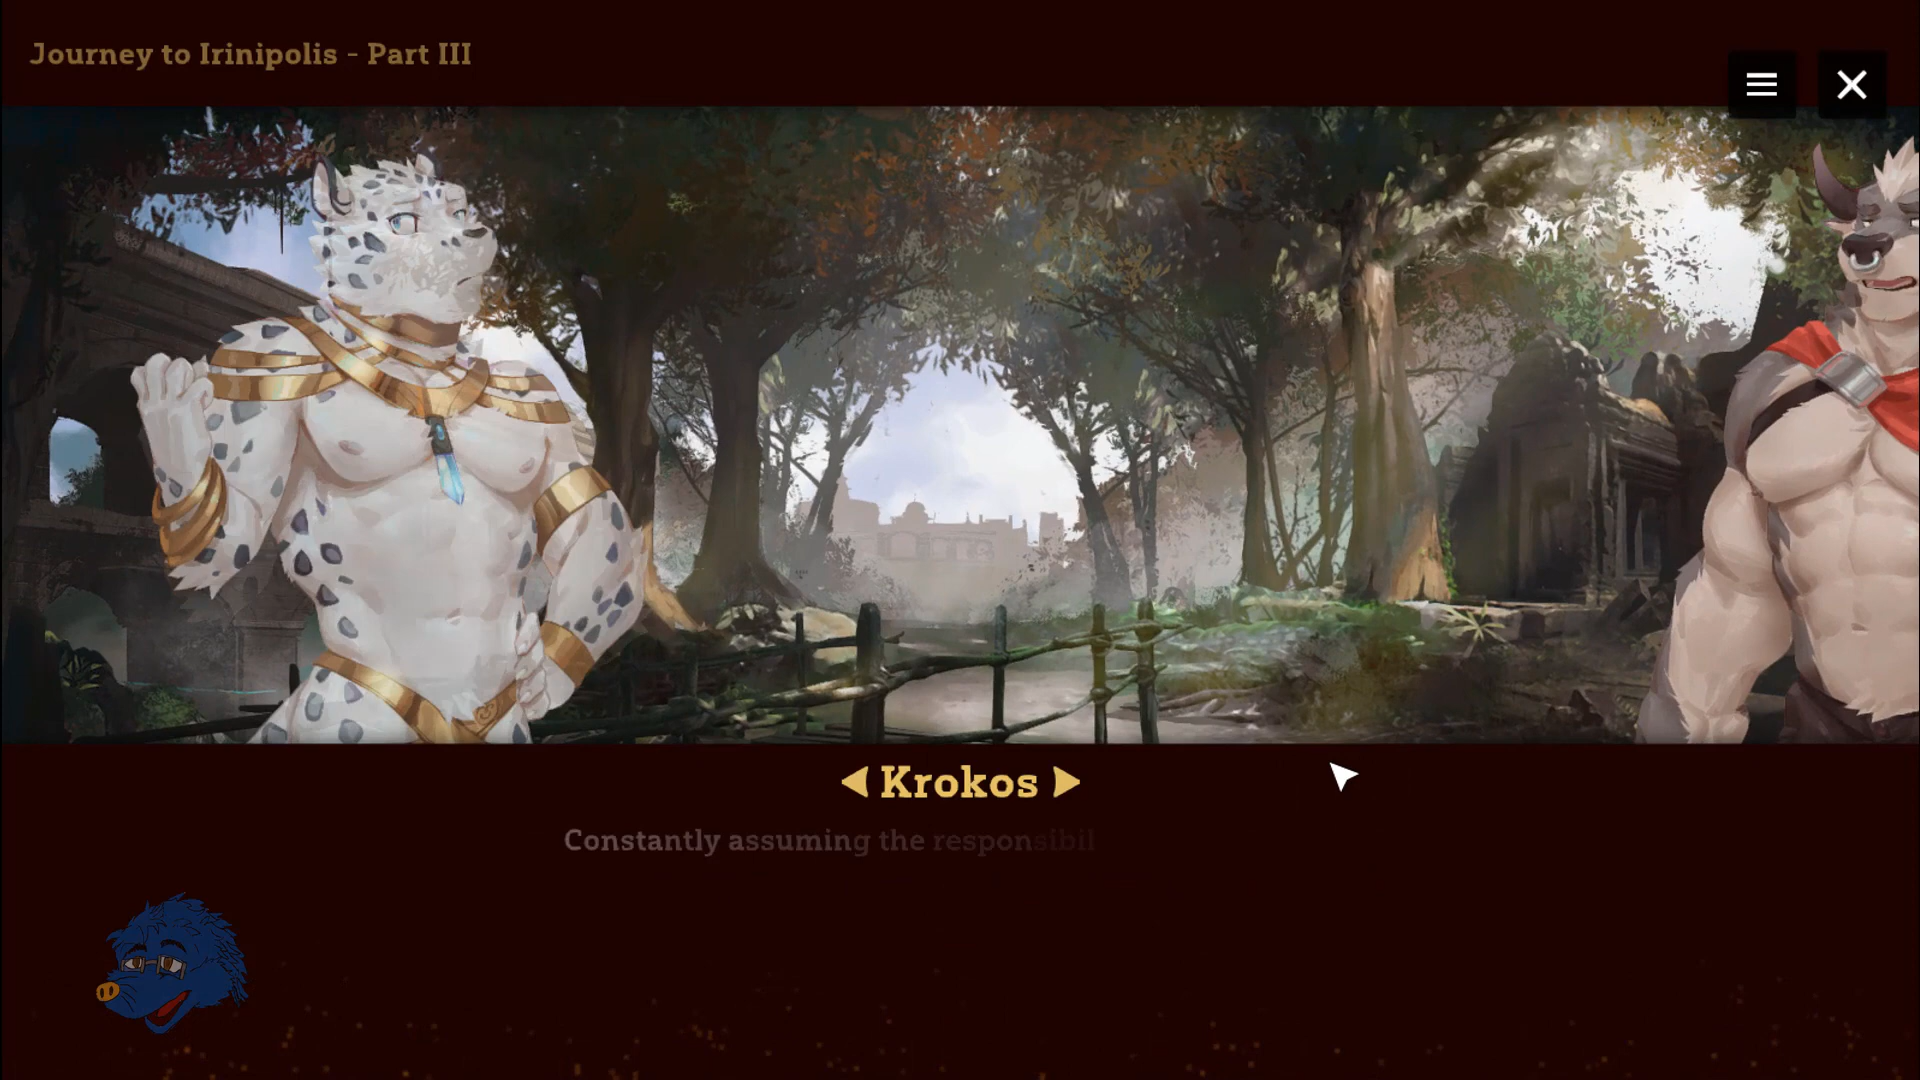 Journey to Irinipolis - Part III
Krokos
Constantly assuming the responsibil